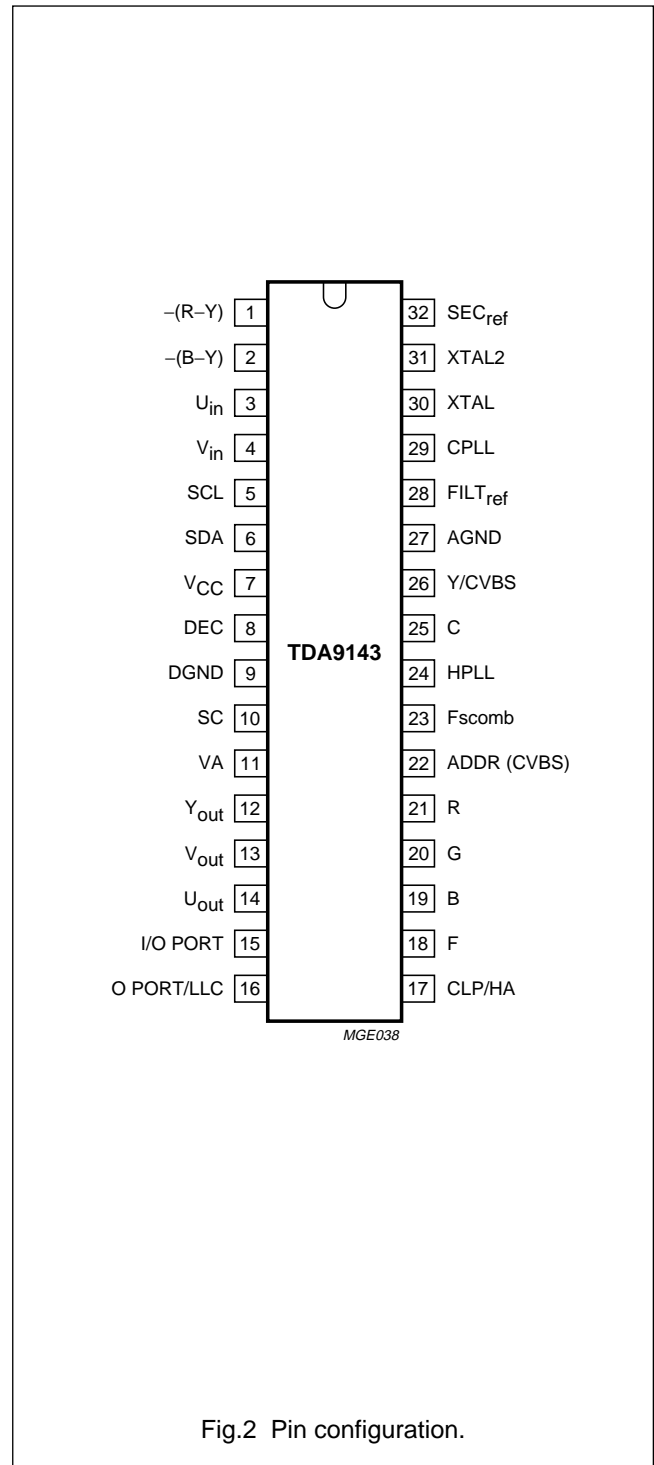 −(R−Y) 1 32 SECref
−(B−Y) 2 31 XTAL2
Uin 3 30 XTAL
Vin 4 29 CPLL
SCL 5 28 FILTref
SDA 6 27 AGND
VCC 7 26 Y/CVBS
DEC 8 25 C
TDA9143
DGND 9 24 HPLL
SC 10 23 Fscomb
VA 11 22 ADDR (CVBS)
Yout 12 21 R
Vout 13 20 G
Uout 14 19 B
I/O PORT 15 18 F
O PORT/LLC 16 17 CLP/HA
MGE038
Fig.2 Pin configuration.